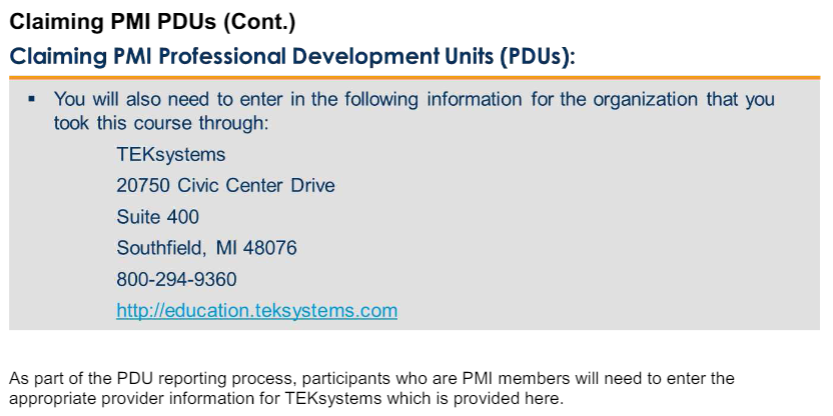 Claiming PMI PDUs (Cont.)
Claiming PMI Professional Development Units (PDUs):
▪ You will also need to enter in the following information for the organization that you
took this course through:
TEKsystems
20750 Civic Center Drive
Suite 400
Southfield, MI 48076
800-294-9360
http://education.teksystems.com
As part of the PDU reporting process, participants who are PMI members will need to enter the
appropriate provider information for TEKsystems which is provided here.